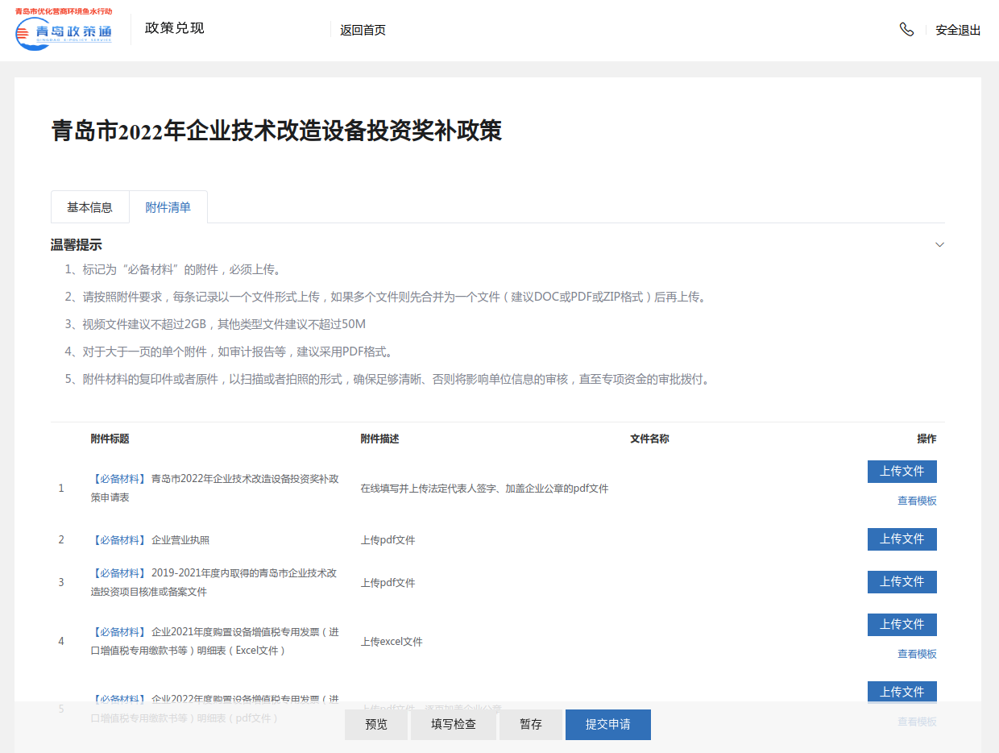 青岛市优化营商环境鱼水行动
青岛政策通
QINGDAO E-POLICE SERVICE
政策兑现
返回首页
安全退出
青岛市2022年企业技术改造设备投资奖补政策
基本信息
附件清单
温馨提示
1、标记为“必备材料”的附件，必须上传。
2、请按照附件要求，每条记录以一个文件形式上传，如果多个文件则先合并为一个文件（建议DOC或PDF或ZIP格式）后再上传。
3、视频文件建议不超过2GB，其他类型文件建议不超过50M
4、对于大于一页的单个附件，如审计报告等，建议采用PDF格式。
5、附件材料的复印件或者原件，以扫描或者拍照的形式，确保足够清晰、否则将影响单位信息的审核，直至专项资金的审批拨付。
附件标题 附件描述 文件名称 操作
1
【必备材料】青岛市2022年企业技术改造设备投资奖补政
策申请表
在线填写并上传法定代表人签字、加盖企业公章的pdf文件
上传文件
查看模板
2
【必备材料】企业营业执照
上传pdf文件
上传文件
3
【必备材料】2019-2021年度内取得的青岛市企业技术改
造投资项目核准或备案文件
上传pdf文件
上传文件
4
【必备材料】企业2021年度购置设备增值税专用发票（进
口增值税专用缴款书等）明细表（Excel文件）
上传excel文件
上传文件
查看模板
5
【必备材料】企业2022年度购置设备增值税专用发票（进
口增值税专用缴款书等）明细表（pdf文件）
上传pdf文件，逐页加盖企业公章
上传文件
查看模板
预览
填写检查
暂存
提交申请